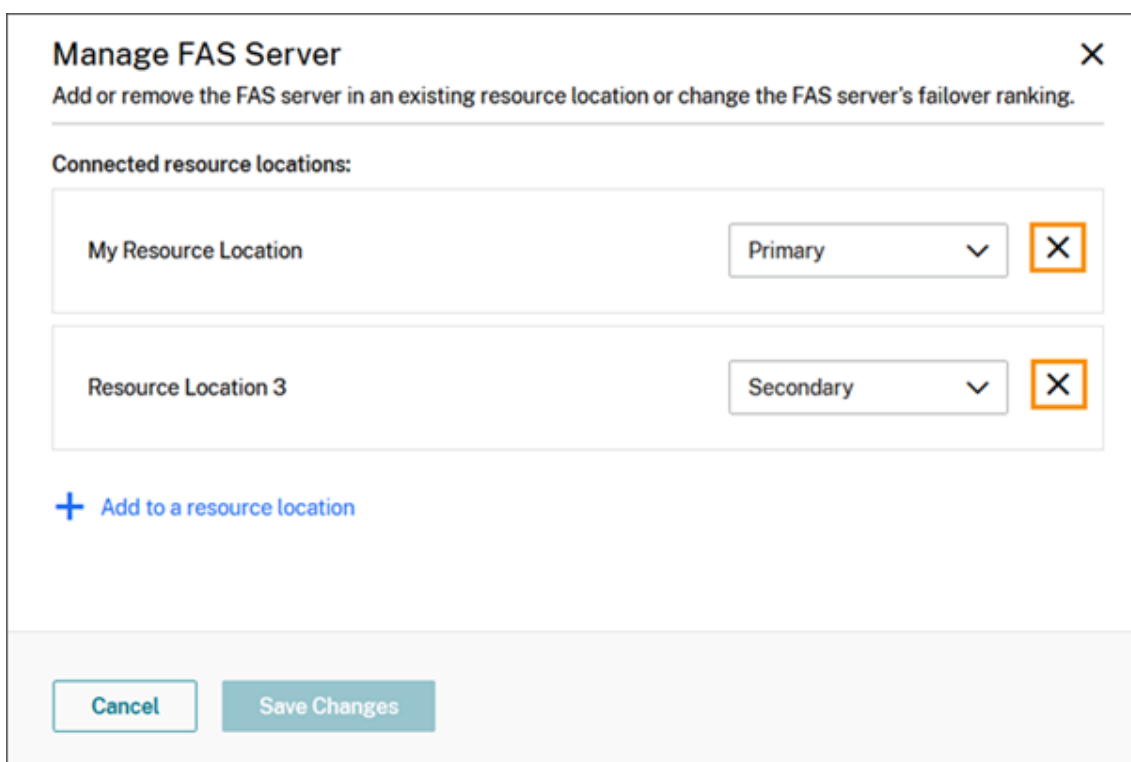 Manage FAS Server
Add or remove the FAS server in an existing resource location or change the FAS server's failover ranking.
Connected resource locations:
My Resource Location Primary
Resource Location 3 Secondary
Add to a resource location
Cancel Save Changes